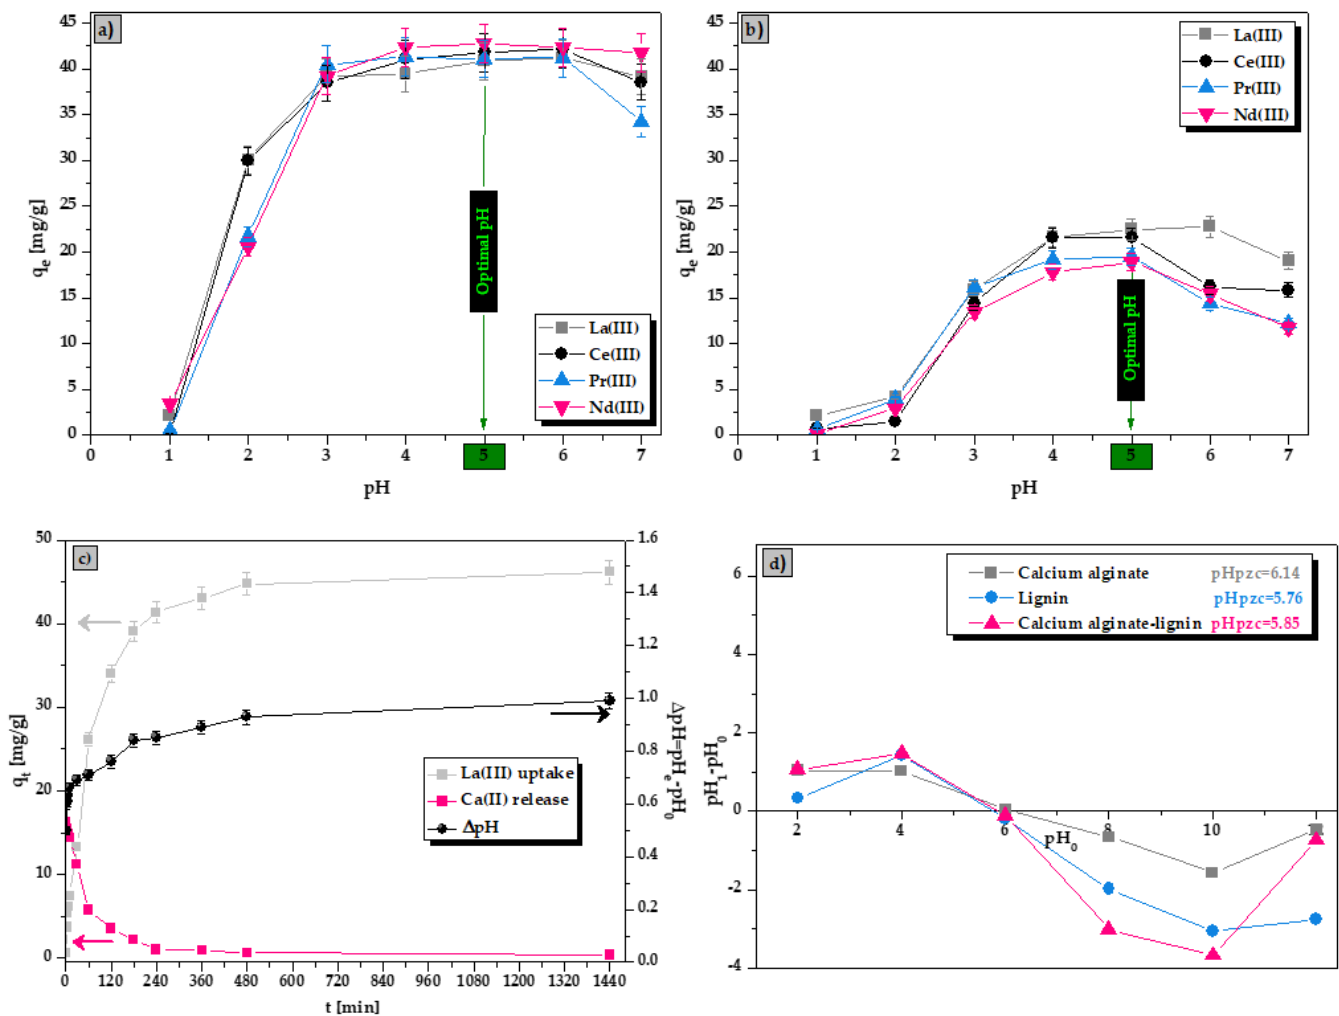 a)
45
40
35
30
25
20
15
10
5
0
qe [mg/g]
Optimal pH
La(III)
Ce(III)
Pr(III)
Nd(III)
0 1 2 3 4 5 6 7
pH
b)
45
40
35
30
25
20
15
10
5
0
qe [mg/g]
La(III)
Ce(III)
Pr(III)
Nd(III)
Optimal pH
0 1 2 3 4 5 6 7
pH
c)
50
40
30
20
10
0
qt [mg/g]
1.6
1.4
1.2
1.0
0.8
0.6
0.4
0.2
0.0
ΔpH=pHe-pH0
La(III) uptake
Ca(II) release
ΔpH
0 120 240 360 480 600 720 840 960 1080 1200 1320 1440
t [min]
d)
6
4
2
0
-2
-4
pH1-pH0
Calcium alginate pHpzc=6.14
Lignin pHpzc=5.76
Calcium alginate-lignin pHpzc=5.85
2 4 6 8 10 12
pH0